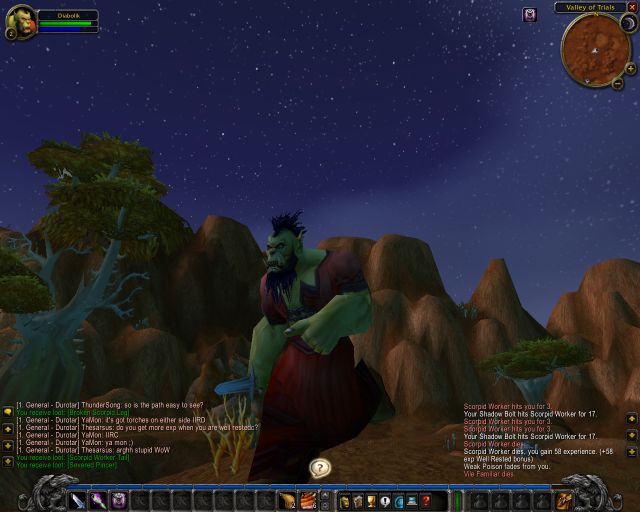 Diabolik
2
Valley of Trials
N
[1. General - Durotar] ThunderSong: so is the path easy to see?
You receive loot: [Broken Scorpid Leg]
[1. General - Durotar] YaMon: it's got torches on either side IIRD
[1. General - Durotar] Thesarsus: do you get more exp when you are well restedc?
[1. General - Durotar] YaMon: IIRC
[1. General - Durotar] YaMon: ya mon ;)
[1. General - Durotar] Thesarsus: arghh stupid WoW
You receive loot: [Scorpid Worker Tail]
You receive loot: [Severed Pincer]
Scorpid Worker hits you for 3.
Your Shadow Bolt hits Scorpid Worker for 17.
Scorpid Worker hits you for 3.
Scorpid Worker hits you for 3.
Your Shadow Bolt hits Scorpid Worker for 17.
Scorpid Worker dies.
Scorpid Worker dies, you gain 58 experience. (+58
exp Well Rested bonus)
Weak Poison fades from you.
Vile Familiar dies.
?